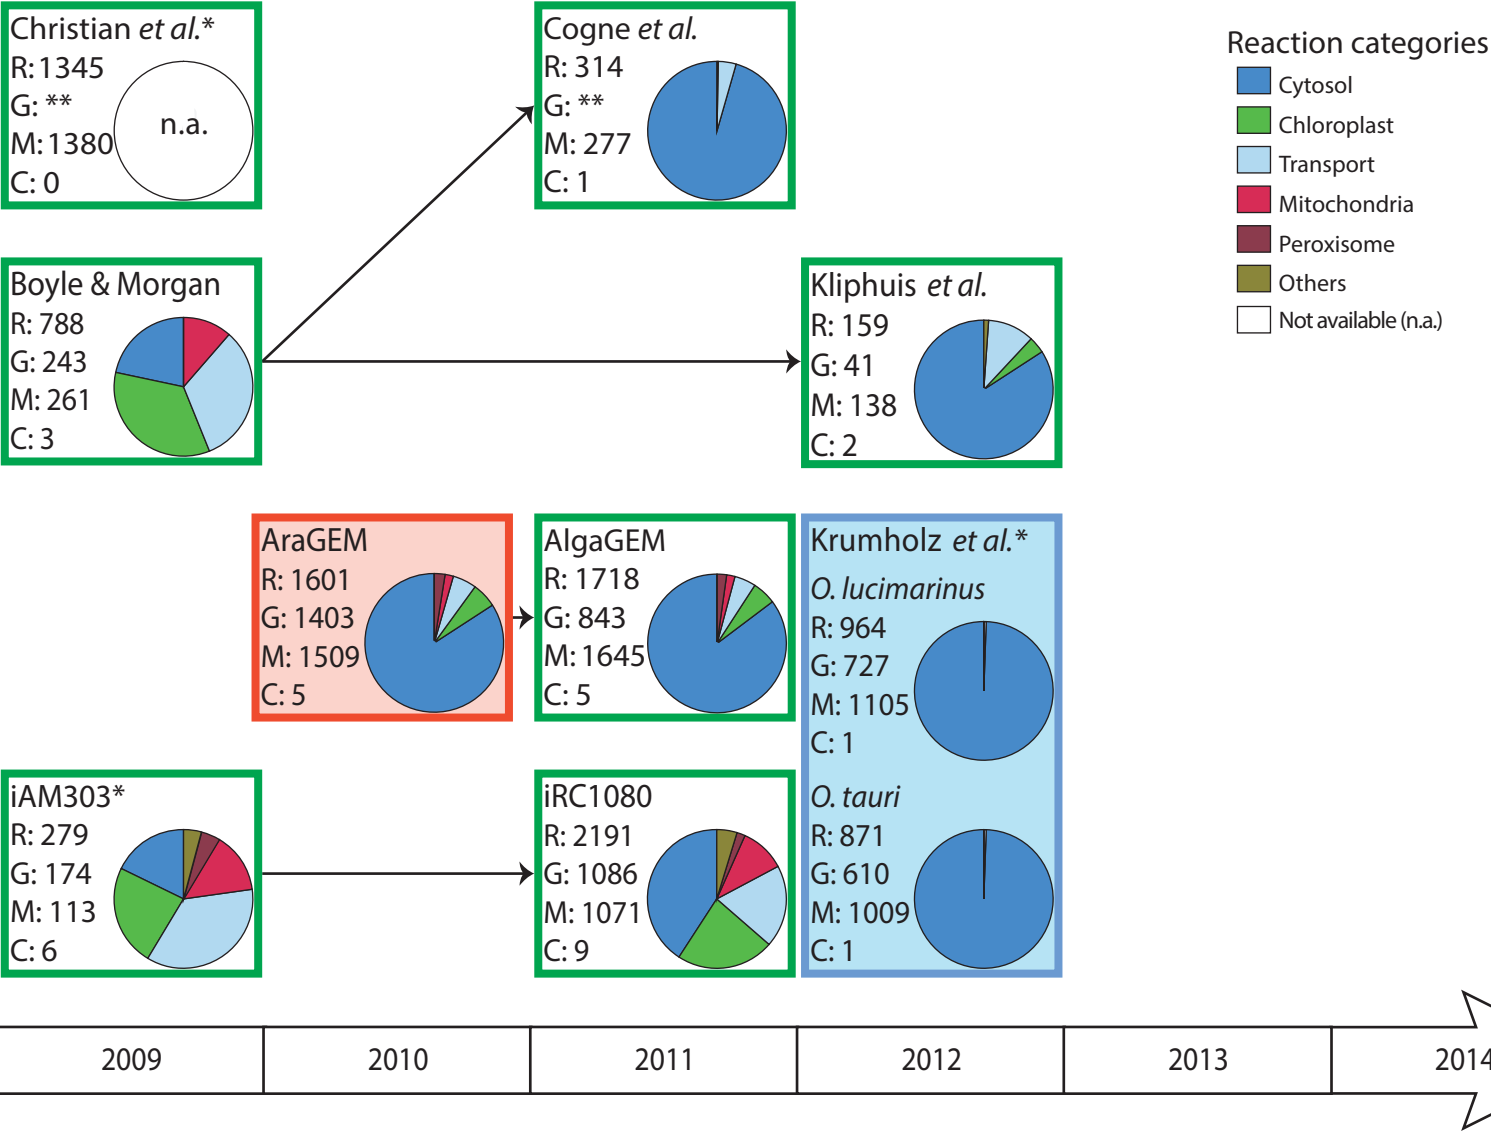 Christian et al.*
R: 1345
G: **
M: 1380
C: 0
n.a.
Cogne et al.
R: 314
G: **
M: 277
C: 1
Reaction categories
Cytosol
Chloroplast
Transport
Mitochondria
Peroxisome
Others
Not available (n.a.)
Boyle & Morgan
R: 788
G: 243
M: 261
C: 3
Kliphuis et al.
R: 159
G: 41
M: 138
C: 2
AraGEM
R: 1601
G: 1403
M: 1509
C: 5
AlgaGEM
R: 1718
G: 843
M: 1645
C: 5
Krumholz et al.*
O. lucimarinus
R: 964
G: 727
M: 1105
C: 1
O. tauri
R: 871
G: 610
M: 1009
C: 1
iAM303*
R: 279
G: 174
M: 113
C: 6
iRC1080
R: 2191
G: 1086
M: 1071
C: 9
2009
2010
2011
2012
2013
2014